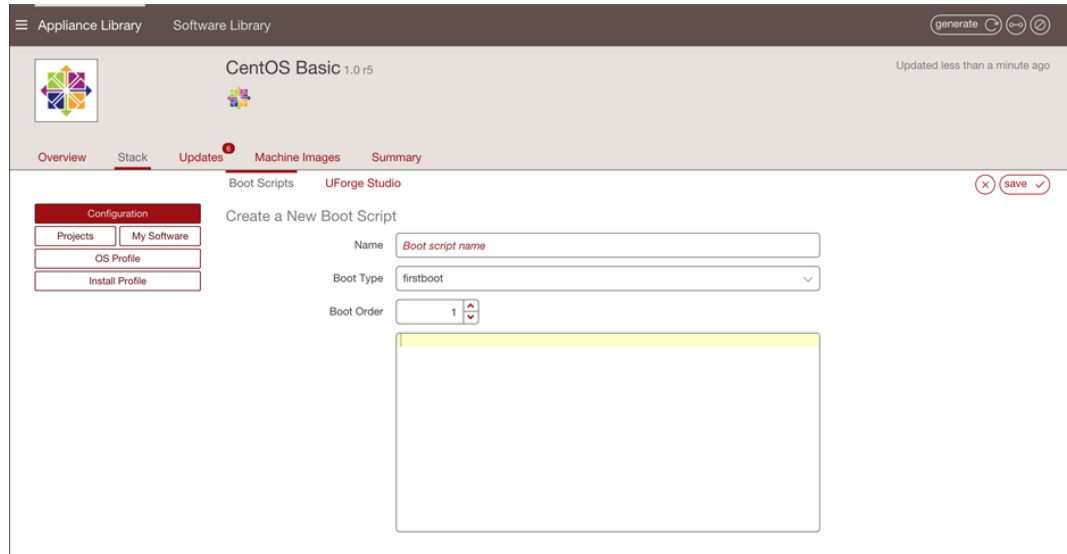 Appliance Library Software Library generate
CentOS Basic 1.0 r5 Updated less than a minute ago
Overview Stack Updates 6 Machine Images Summary
Boot Scripts UForge Studio save
Configuration
Projects My Software
OS Profile
Install Profile
Create a New Boot Script
Name Boot script name
Boot Type firstboot
Boot Order 1